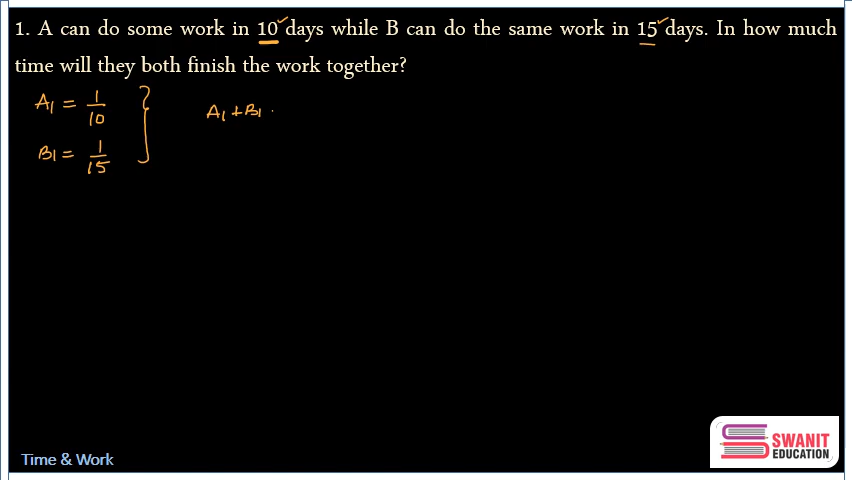 1. A can do some work in 10 days while B can do the same work in 15 days. In how much
time will they both finish the work together?
A1 = 1/10
B1 = 1/15
A1 + B1
Time & Work
SWANIT
EDUCATION